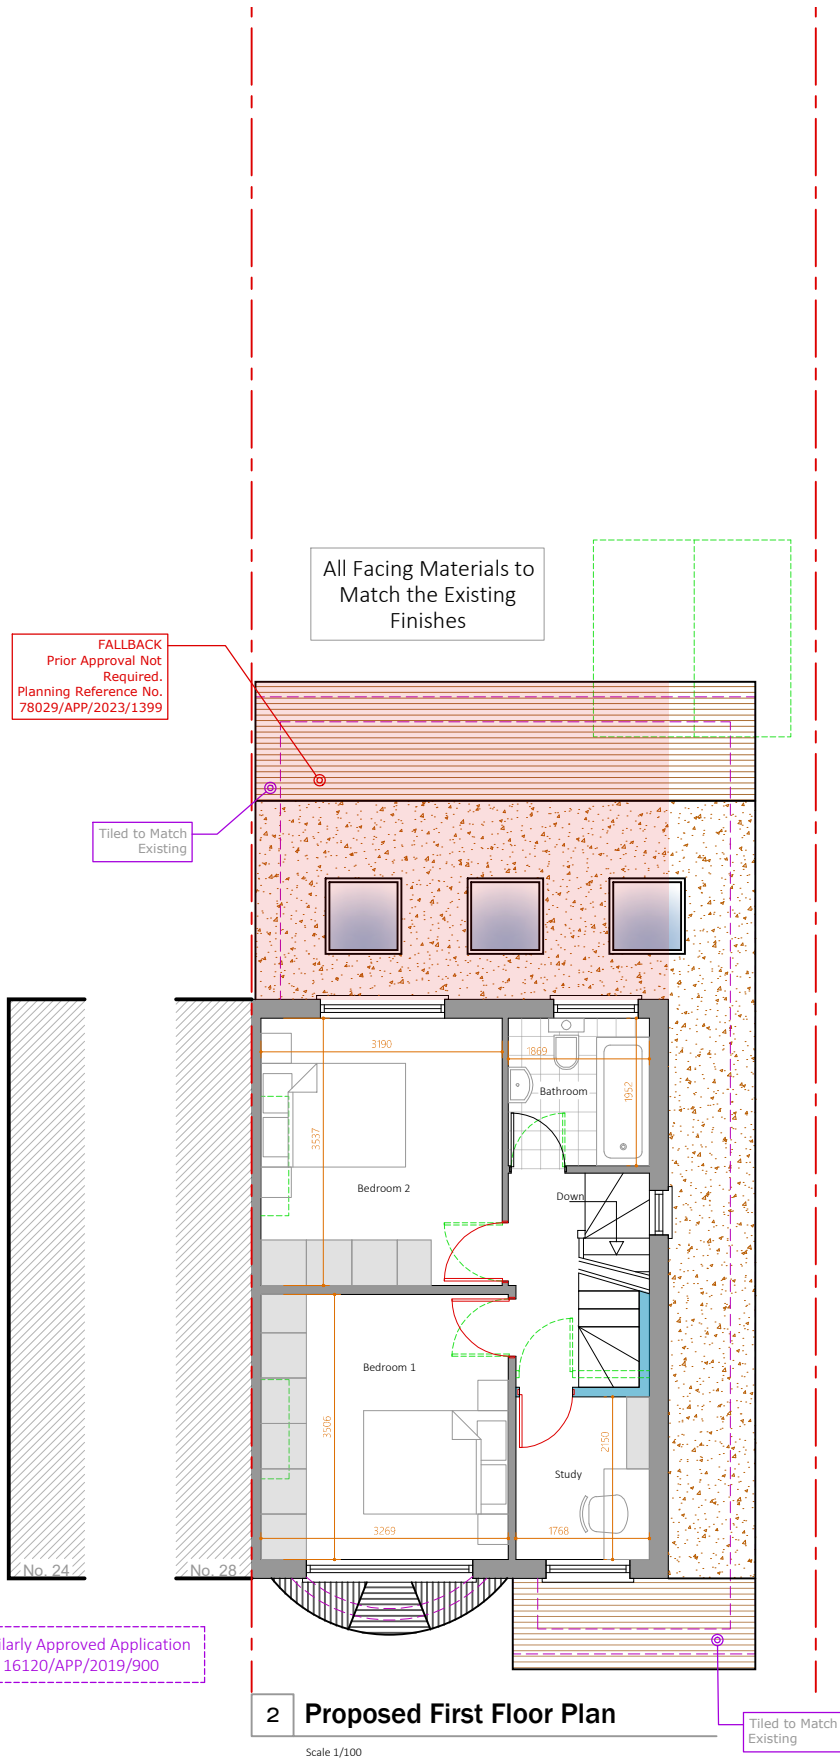 All Facing Materials to
Match the Existing
Finishes
FALLBACK
Prior Approval Not
Required.
Planning Reference No.
78029/APP/2023/1399
Tiled to Match
Existing
3190
1869
Bathroom
1952
3537
Bedroom 2
Down
Bedroom 1
3506
2150
Study
3269
1768
No. 24
No. 28
Approved Application
16120/APP/2019/900
2 Proposed First Floor Plan
Scale 1/100
Tiled to Match
Existing